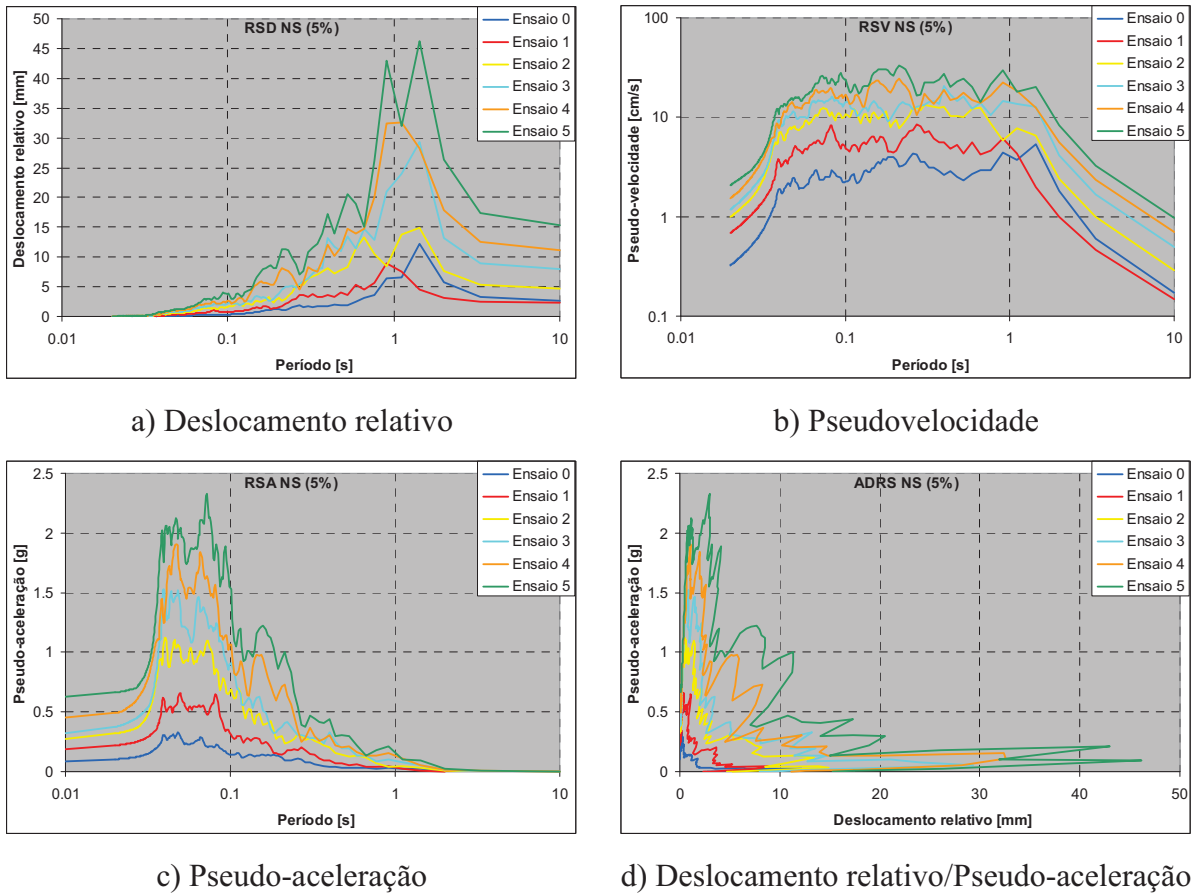 RSD NS (5%)
Deslocamento relativo [mm]
50
45
40
35
30
25
20
15
10
5
0
0.01
0.1
1
10
Período [s]
Ensaio 0
Ensaio 1
Ensaio 2
Ensaio 3
Ensaio 4
Ensaio 5
a) Deslocamento relativo
RSV NS (5%)
Pseudo-velocidade [cm/s]
100
10
1
0.1
0.01
0.1
1
10
Período [s]
Ensaio 0
Ensaio 1
Ensaio 2
Ensaio 3
Ensaio 4
Ensaio 5
b) Pseudovelocidade
RSA NS (5%)
Pseudo-aceleração [g]
2.5
2
1.5
1
0.5
0
0.01
0.1
1
10
Período [s]
Ensaio 0
Ensaio 1
Ensaio 2
Ensaio 3
Ensaio 4
Ensaio 5
c) Pseudo-aceleração
ADRS NS (5%)
Pseudo-aceleração [g]
2.5
2
1.5
1
0.5
0
0
10
20
30
40
50
Deslocamento relativo [mm]
Ensaio 0
Ensaio 1
Ensaio 2
Ensaio 3
Ensaio 4
Ensaio 5
d) Deslocamento relativo/Pseudo-aceleração